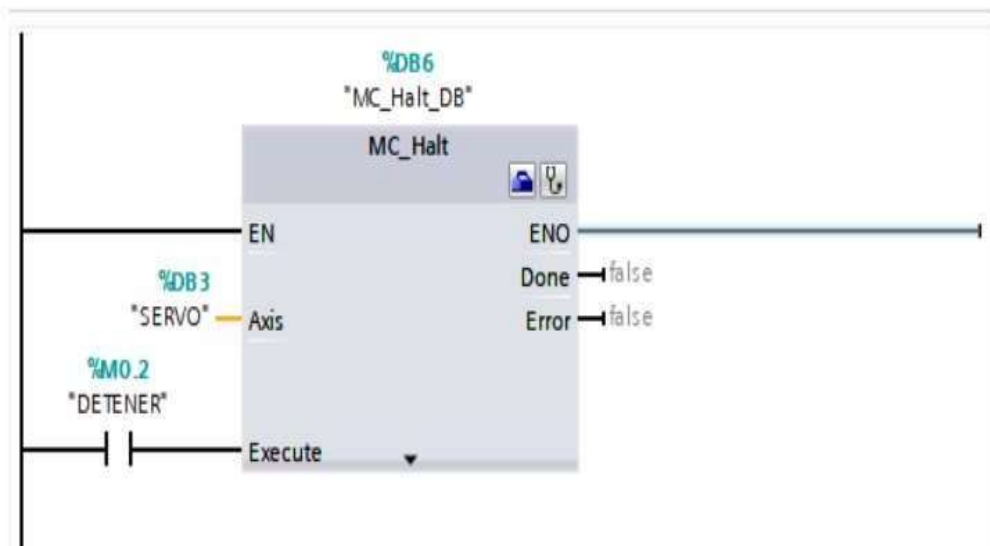 %DB6
"MC_Halt_DB"
MC_Halt
EN
ENO
%DB3
Done
false
"SERVO"
Axis
Error
false
%M0.2
"DETENER"
Execute